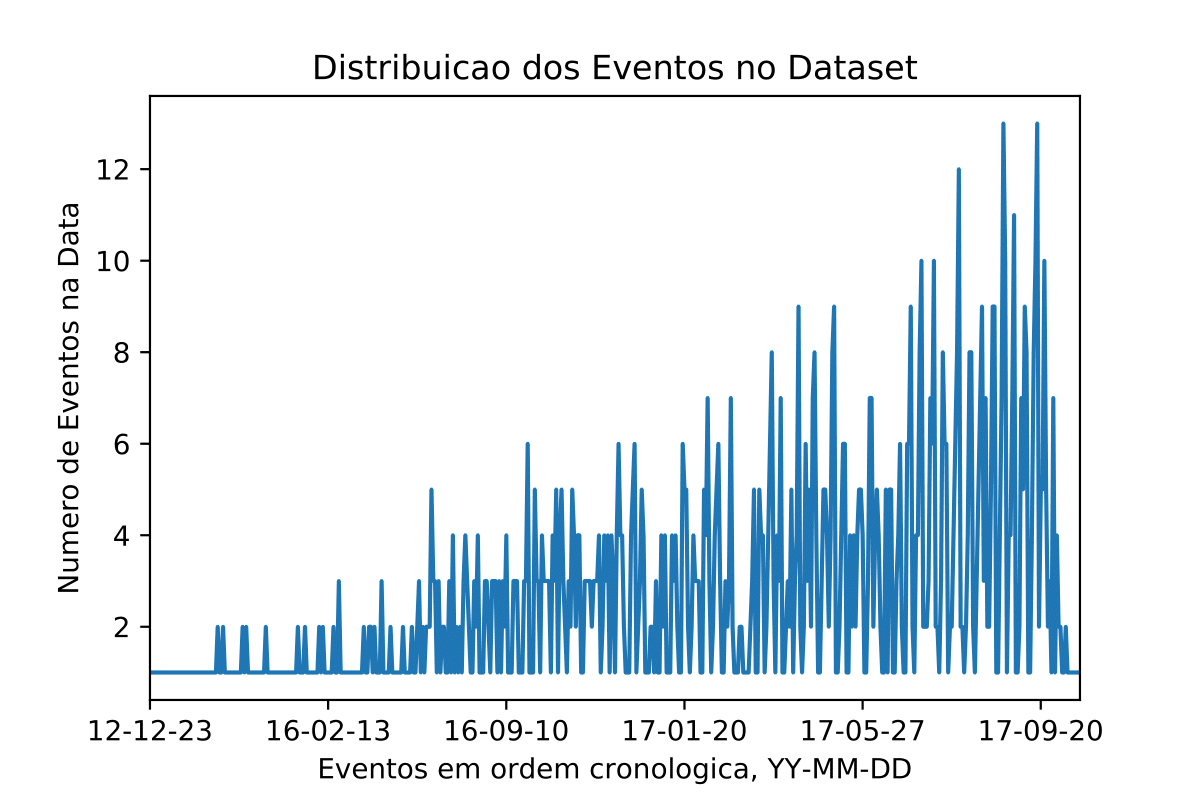 Distribuicao dos Eventos no Dataset
Numero de Eventos na Data
12
10
8
6
4
2
12-12-23 16-02-13 16-09-10 17-01-20 17-05-27 17-09-20
Eventos em ordem cronologica, YY-MM-DD